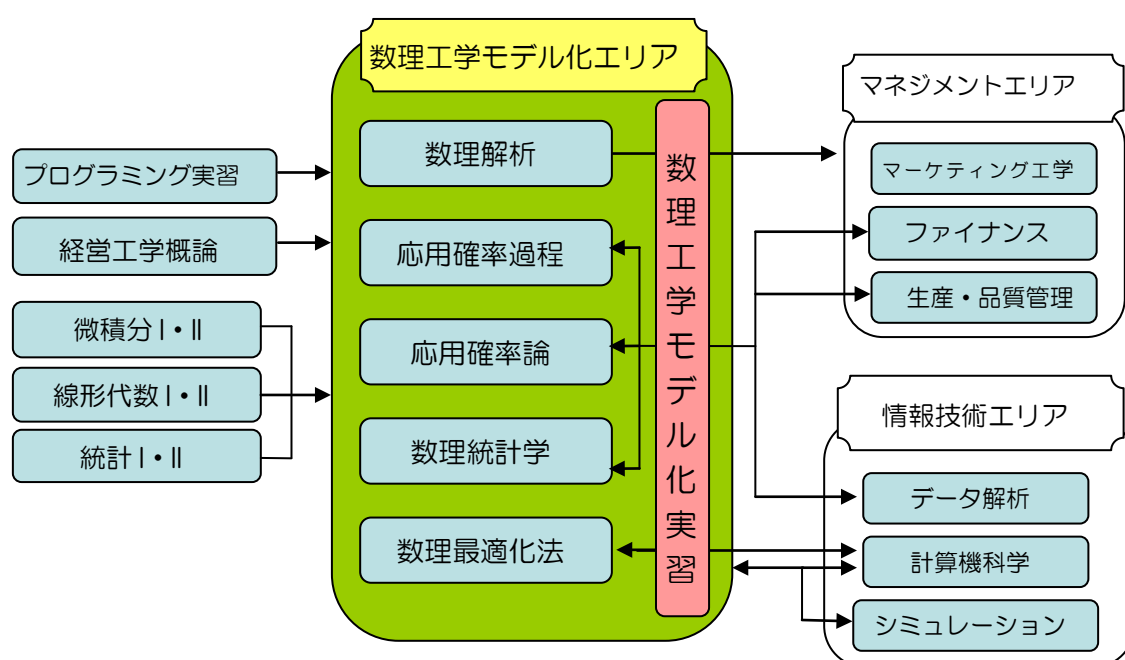 数理工学モデル化エリア
プログラミング実習
経営工学概論
微積分Ⅰ・Ⅱ
線形代数Ⅰ・Ⅱ
統計Ⅰ・Ⅱ
数理解析
応用確率過程
応用確率論
数理統計学
数理最適化法
数理工学モデル化実習
マネジメントエリア
マーケティング工学
ファイナンス
生産・品質管理
情報技術エリア
データ解析
計算機科学
シミュレーション